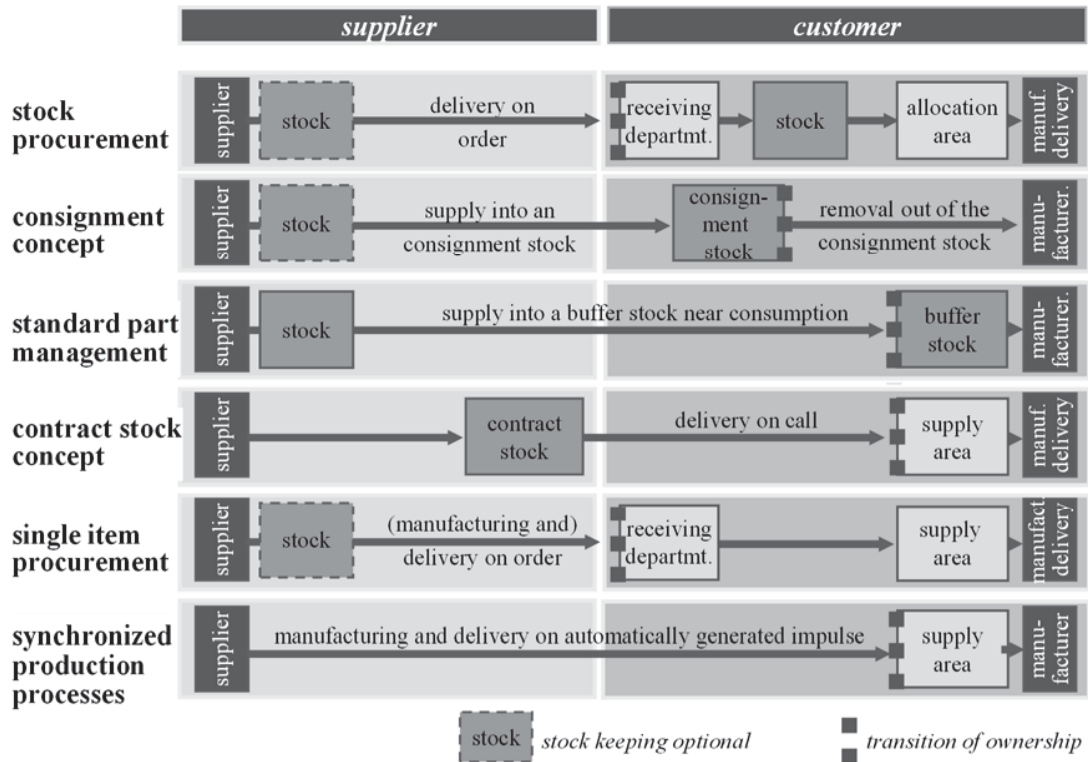 supplier
customer
stock
procurement
supplier
stock
delivery on
order
receiving
departmt.
stock
allocation
area
manuf.
delivery
consignment
concept
supplier
stock
supply into an
consignment stock
consign-
ment
stock
removal out of the
consignment stock
manu-
facturer.
standard part
management
supplier
stock
supply into a buffer stock near consumption
buffer
stock
manu-
facturer.
contract stock
concept
supplier
contract
stock
delivery on call
supply
area
manuf.
delivery
single item
procurement
supplier
stock
(manufacturing and)
delivery on order
receiving
departmt.
supply
area
manufact.
delivery
synchronized
production
processes
supplier
manufacturing and delivery on automatically generated impulse
supply
area
manu-
facturer
stock
stock keeping optional
transition of ownership